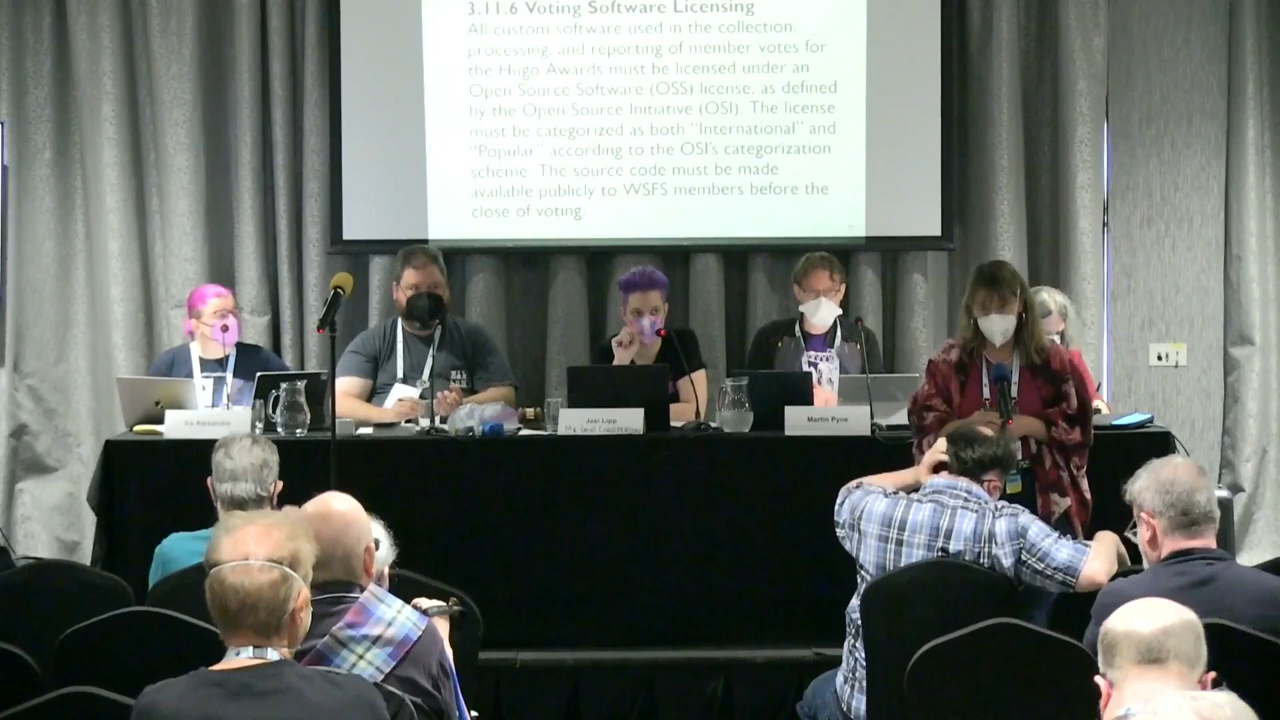 3.11.6 Voting Software Licensing
All custom software used in the collection,
processing, and reporting of member votes for
the Hugo Awards must be licensed under an
Open Source Software (OSS) license, as defined
by the Open Source Initiative (OSI). The license
must be categorized as both "International" and
"Popular" according to the OSI's categorization
scheme. The source code must be made
available publicly to WSFS members before the
close of voting.
Ira Alexandre
Jesi Lipp
Martin Pyne